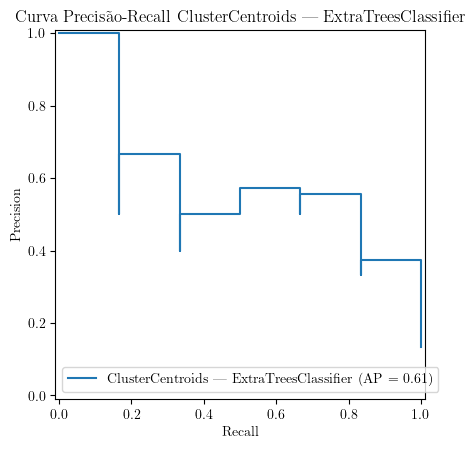 Curva Precisão-Recall ClusterCentroids — ExtraTreesClassifier
1.0
0.8
0.6
0.4
0.2
0.0
Precision
ClusterCentroids — ExtraTreesClassifier (AP = 0.61)
0.0 0.2 0.4 0.6 0.8 1.0
Recall